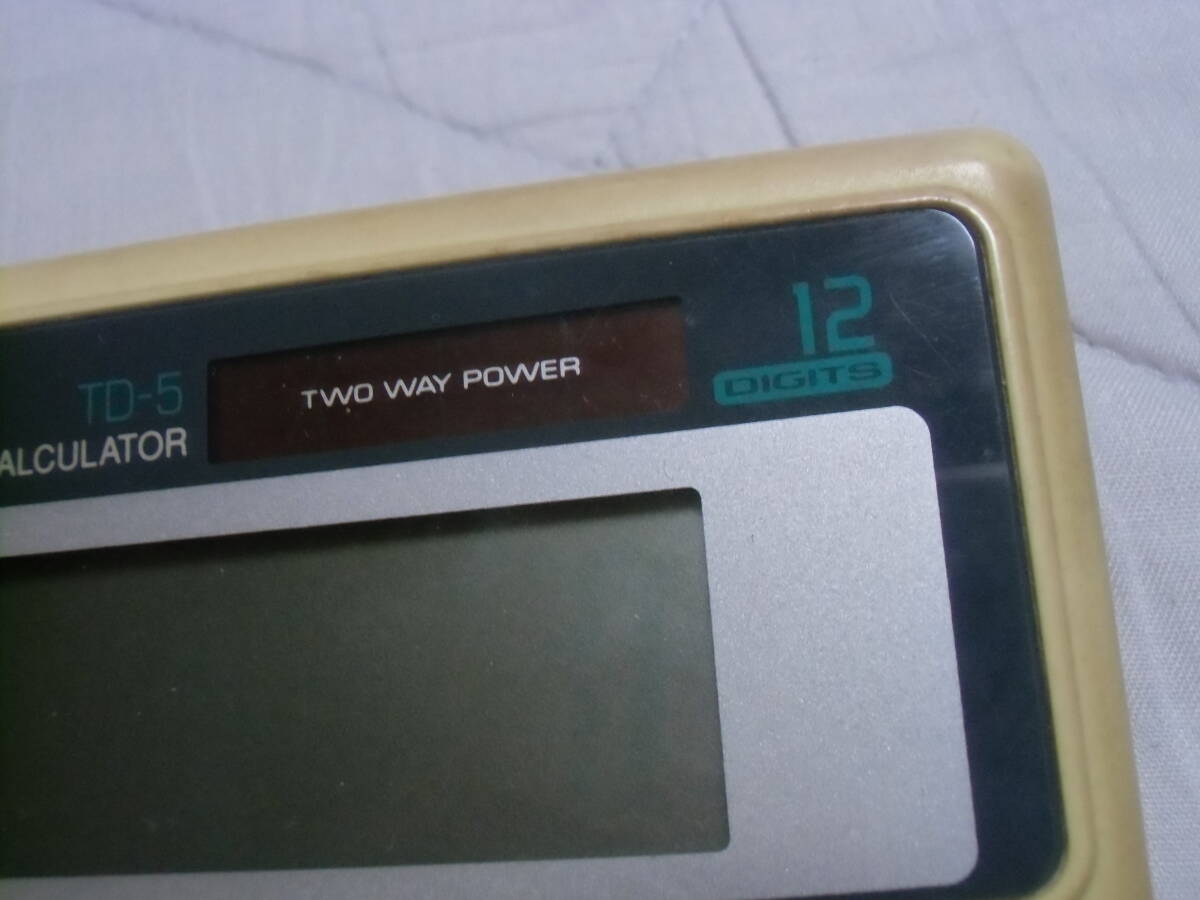 TD-5
ALCULATOR
TWO WAY POWER
12
DIGITS